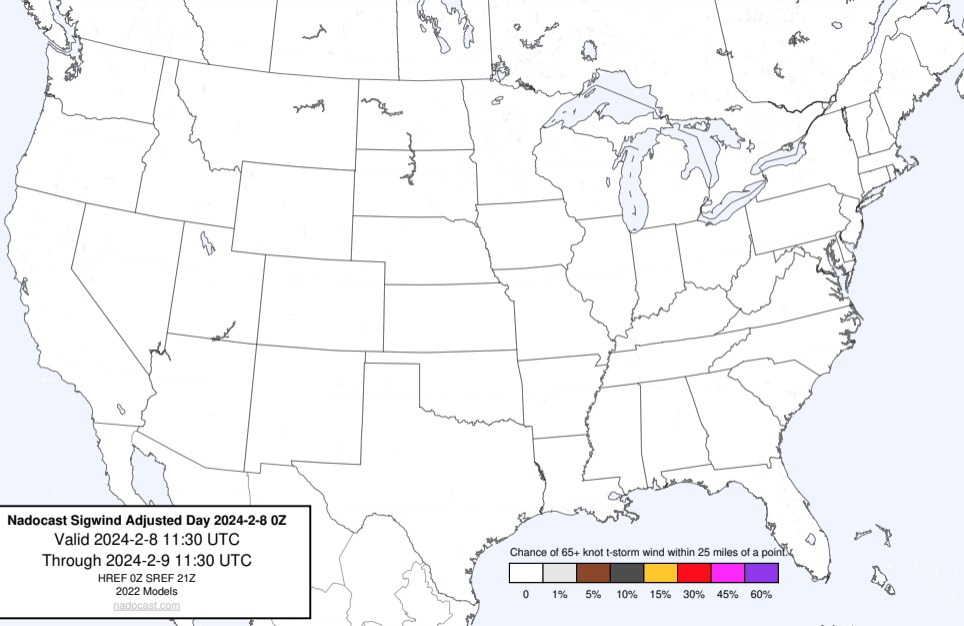 Nadocast Sigwind Adjusted Day 2024-2-8 0Z
Valid 2024-2-8 11:30 UTC
Through 2024-2-9 11:30 UTC
HREF 0Z SREF 21Z
2022 Models
nadocast.com
Chance of 65+ knot t-storm wind within 25 miles of a point.
0 1% 5% 10% 15% 30% 45% 60%